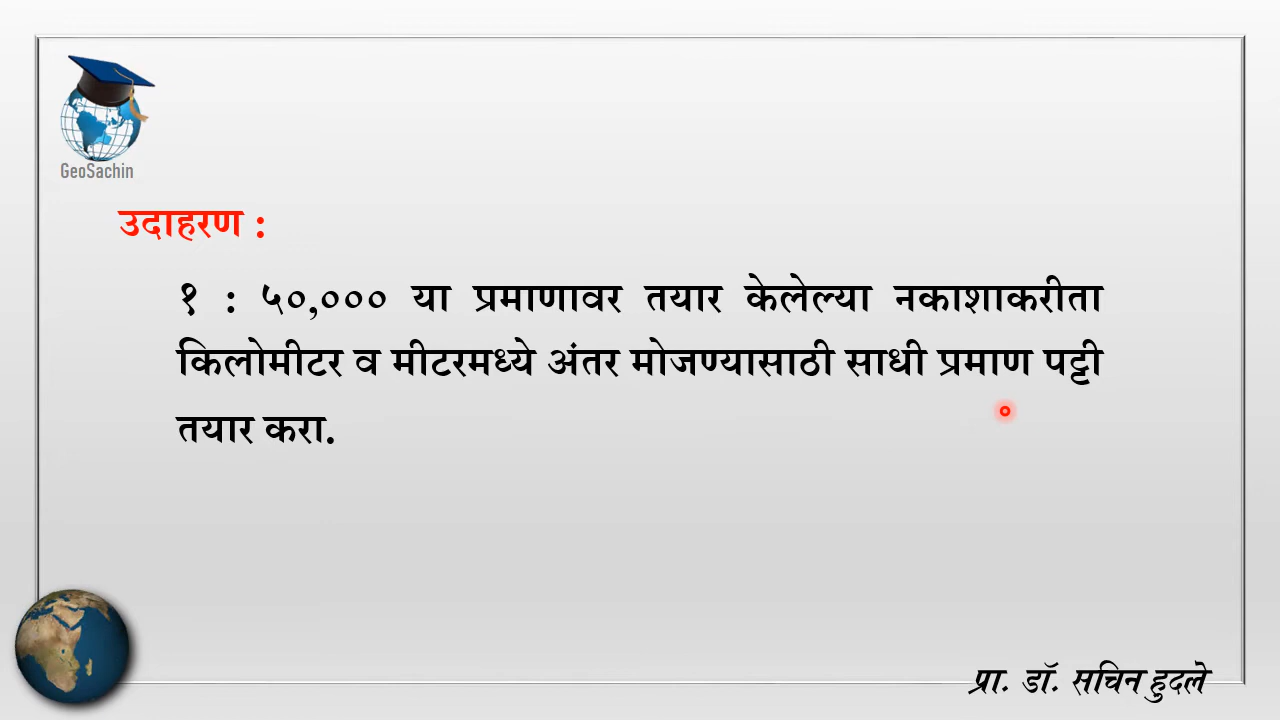 GeoSachin
उदाहरण :
१ : ५०,००० या प्रमाणावर तयार केलेल्या नकाशाकरीता
किलोमीटर व मीटरमध्ये अंतर मोजण्यासाठी साधी प्रमाण पट्टी
तयार करा.
प्रा. डॉ. सचिन हुदले